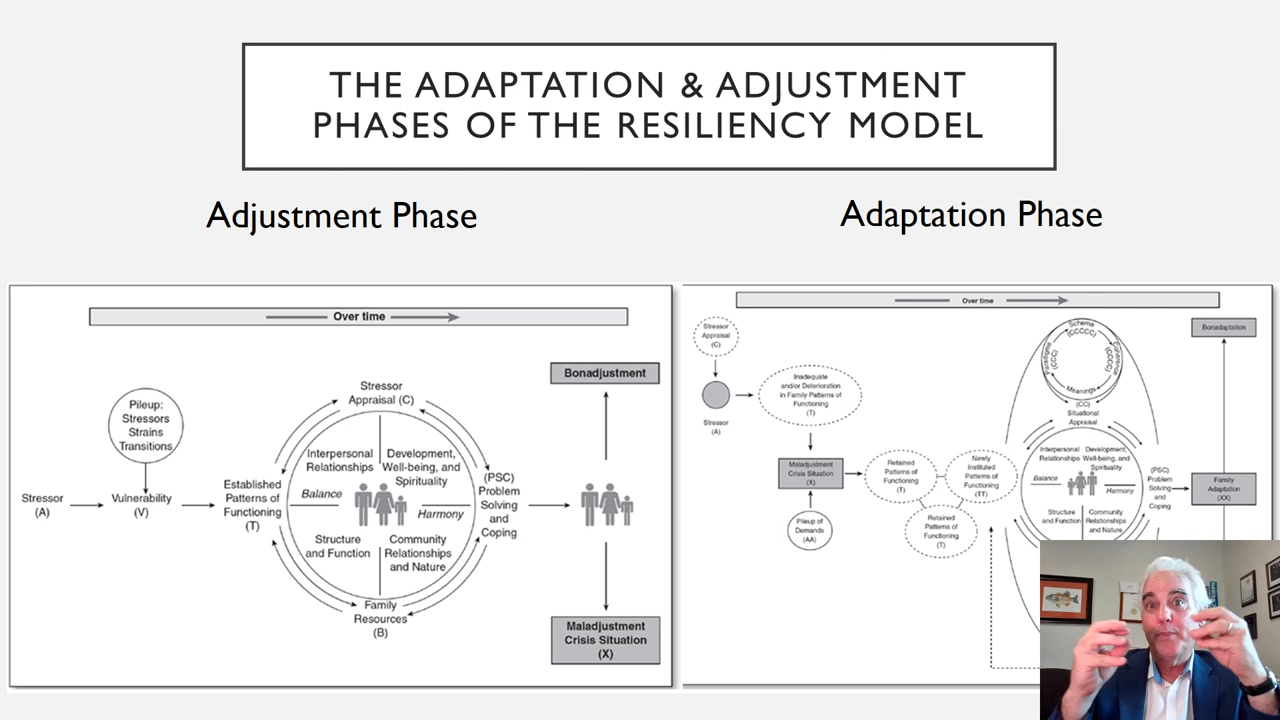 THE ADAPTATION & ADJUSTMENT
PHASES OF THE RESILIENCY MODEL
Adjustment Phase
Over time
Pileup:
Stressors
Strains
Transitions
Stressor
(A)
Vulnerability
(V)
Established
Patterns of
Functioning
(T)
Stressor
Appraisal (C)
Interpersonal
Relationships
Development,
Well-being, and
Spirituality
Balance
Harmony
Structure
and Function
Community
Relationships
and Nature
Family
Resources
(B)
(PSC)
Problem
Solving
and
Coping
Bonadjustment
Maladjustment
Crisis Situation
(X)
Adaptation Phase
Over time
Stressor
Appraisal
(C)
Stressor
(A)
Inadequate
and/or Deterioration
in Family Patterns of
Functioning
(T)
Maladjustment
Crisis Situation
(X)
Pileup of
Demands
(AA)
Retained
Patterns of
Functioning
(T)
Newly
Instituted
Patterns of
Functioning
(TT)
Retained
Patterns of
Functioning
(T)
Schema
(CCCCC)
Paradigms
(CCC)
Coherence
(CCCC)
Meanings
(CC)
Situational
Appraisal
Interpersonal
Relationships
Development,
Well-being, and
Spirituality
Balance
Harmony
Structure
and Function
Community
Relationships
and Nature
(PSC)
Problem
Solving
and
Coping
Bonadaptation
Family
Adaptation
(XX)